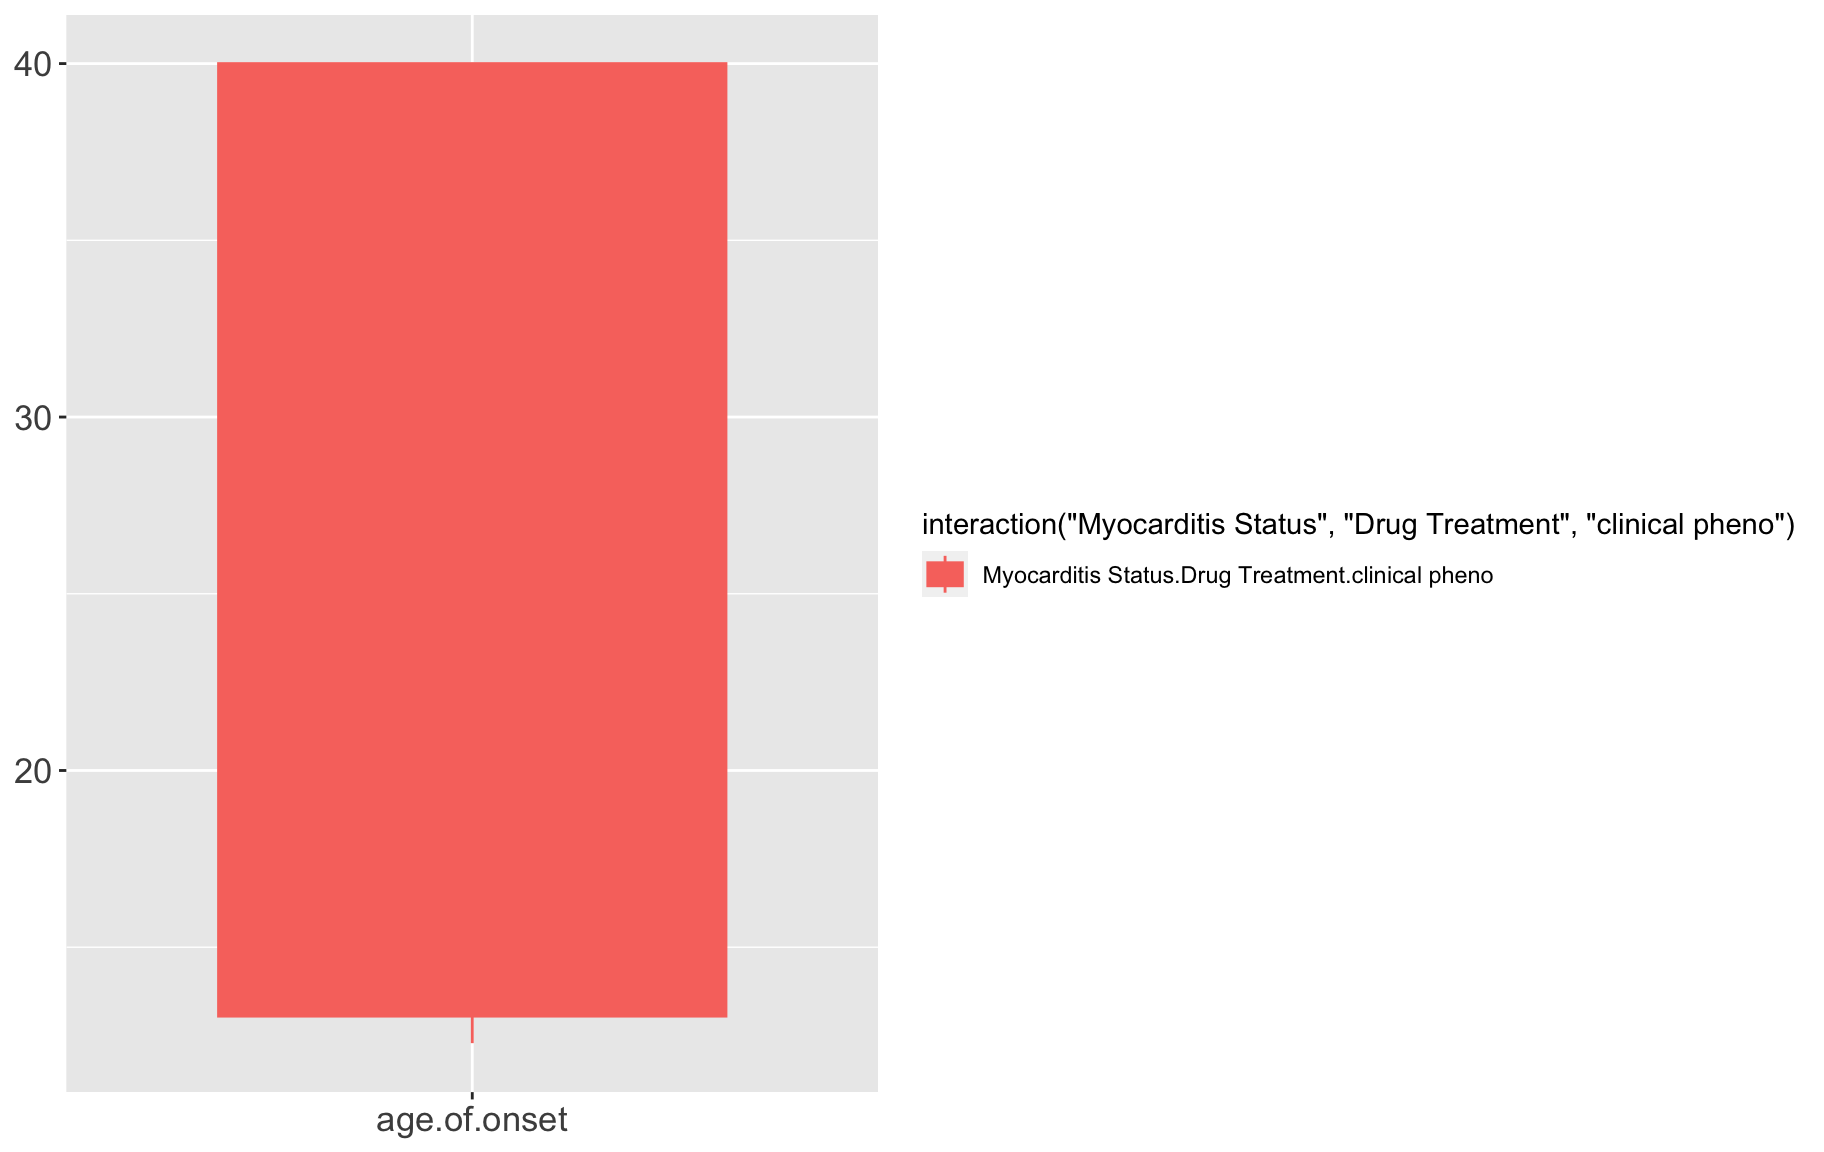 40
30
20
age.of.onset
interaction("Myocarditis Status", "Drug Treatment", "clinical pheno")
Myocarditis Status.Drug Treatment.clinical pheno